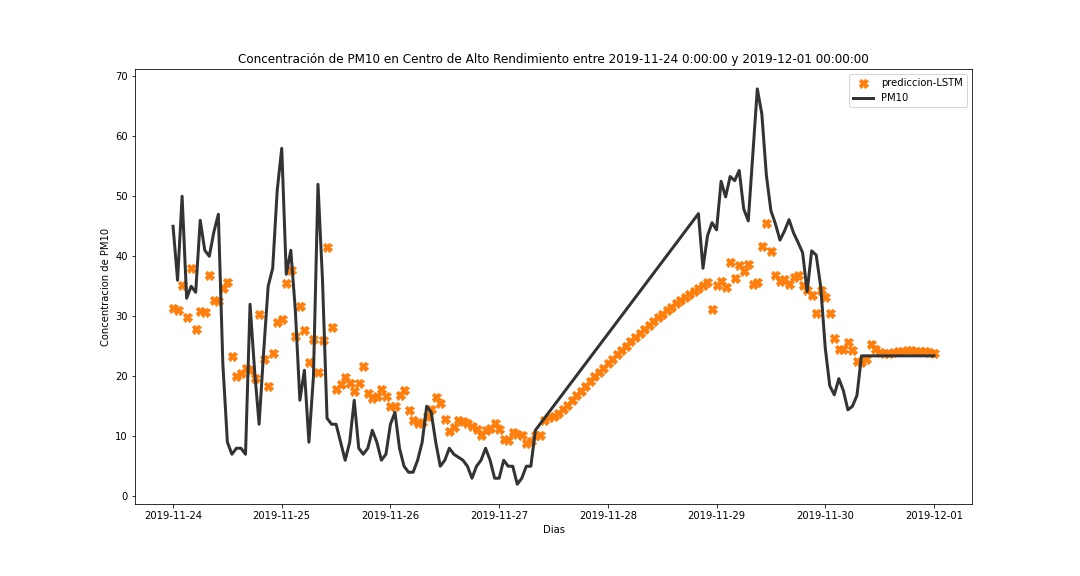 Concentración de PM10 en Centro de Alto Rendimiento entre 2019-11-24 0:00:00 y 2019-12-01 00:00:00
prediccion-LSTM
PM10
70
60
50
40
30
20
10
0
Concentracion de PM10
2019-11-24 2019-11-25 2019-11-26 2019-11-27 2019-11-28 2019-11-29 2019-11-30 2019-12-01
Dias